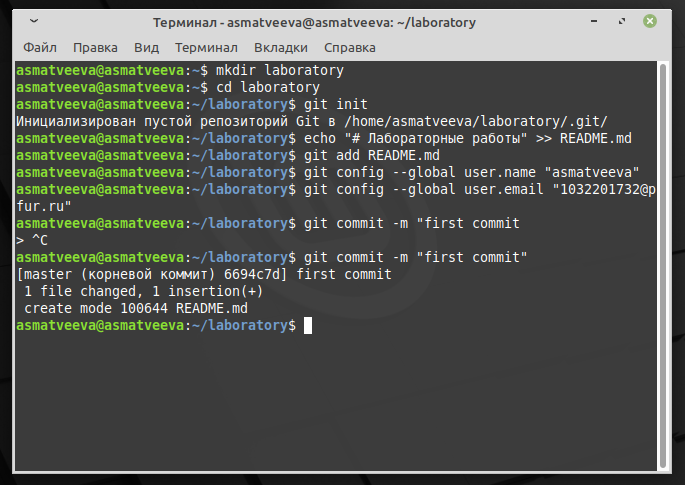 Терминал - asmatveeva@asmatveeva: ~/laboratory
Файл Правка Вид Терминал Вкладки Справка
asmatveeva@asmatveeva:~$ mkdir laboratory
asmatveeva@asmatveeva:~$ cd laboratory
asmatveeva@asmatveeva:~/laboratory$ git init
Инициализирован пустой репозиторий Git в /home/asmatveeva/laboratory/.git/
asmatveeva@asmatveeva:~/laboratory$ echo "# Лабораторные работы" >> README.md
asmatveeva@asmatveeva:~/laboratory$ git add README.md
asmatveeva@asmatveeva:~/laboratory$ git config --global user.name "asmatveeva"
asmatveeva@asmatveeva:~/laboratory$ git config --global user.email "1032201732@p
fur.ru"
asmatveeva@asmatveeva:~/laboratory$ git commit -m "first commit
> ^C
asmatveeva@asmatveeva:~/laboratory$ git commit -m "first commit"
[master (корневой коммит) 6694c7d] first commit
 1 file changed, 1 insertion(+)
 create mode 100644 README.md
asmatveeva@asmatveeva:~/laboratory$